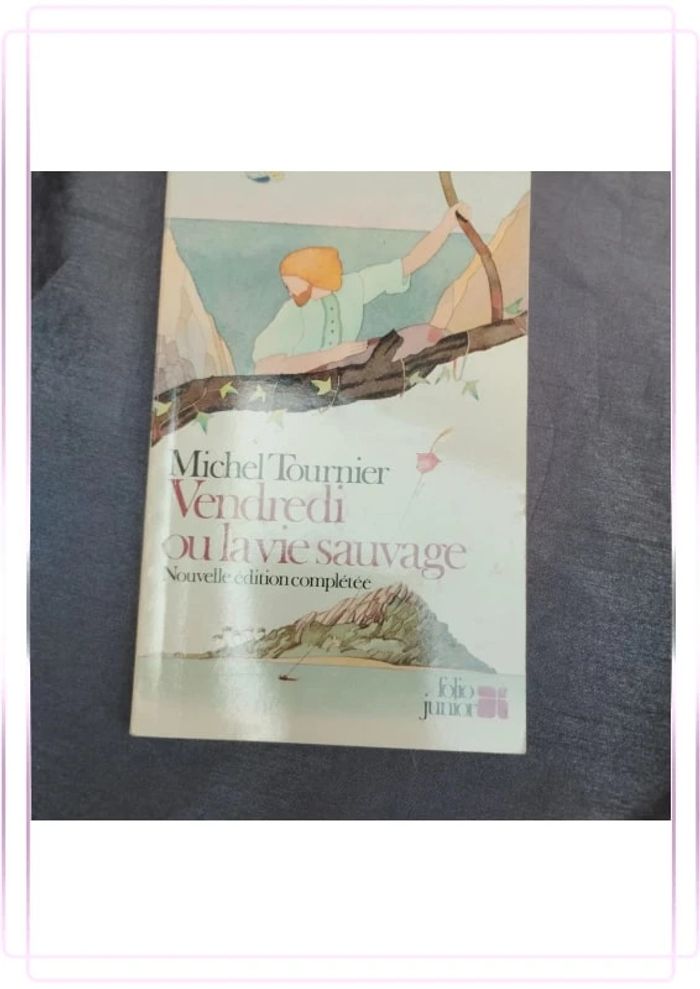 Michel Tournier
Vendredi
ou la vie sauvage
Nouvelle édition complétée
folio
junior